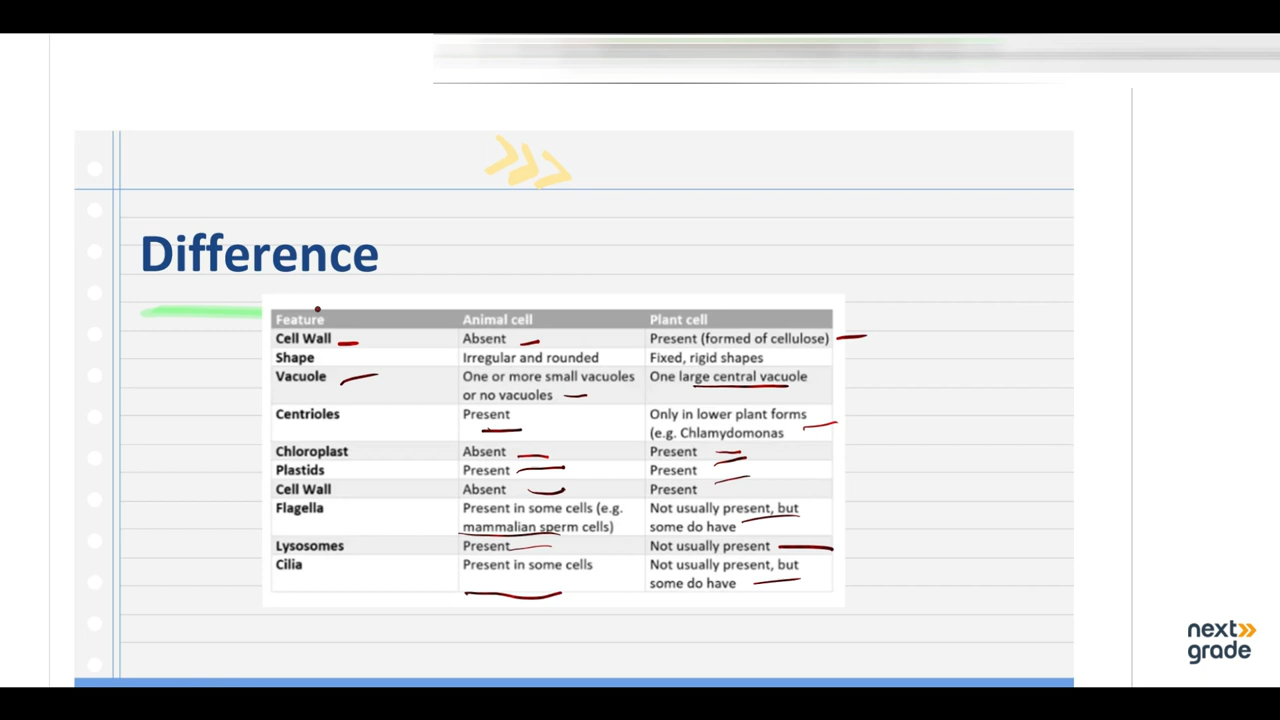 Difference
Feature Animal cell Plant cell
Cell Wall Absent Present (formed of cellulose)
Shape Irregular and rounded Fixed, rigid shapes
Vacuole One or more small vacuoles One large central vacuole
or no vacuoles
Centrioles Present Only in lower plant forms
(e.g. Chlamydomonas
Chloroplast Absent Present
Plastids Present Present
Cell Wall Absent Present
Flagella Present in some cells (e.g. Not usually present, but
mammalian sperm cells) some do have
Lysosomes Present Not usually present
Cilia Present in some cells Not usually present, but
some do have
next
grade